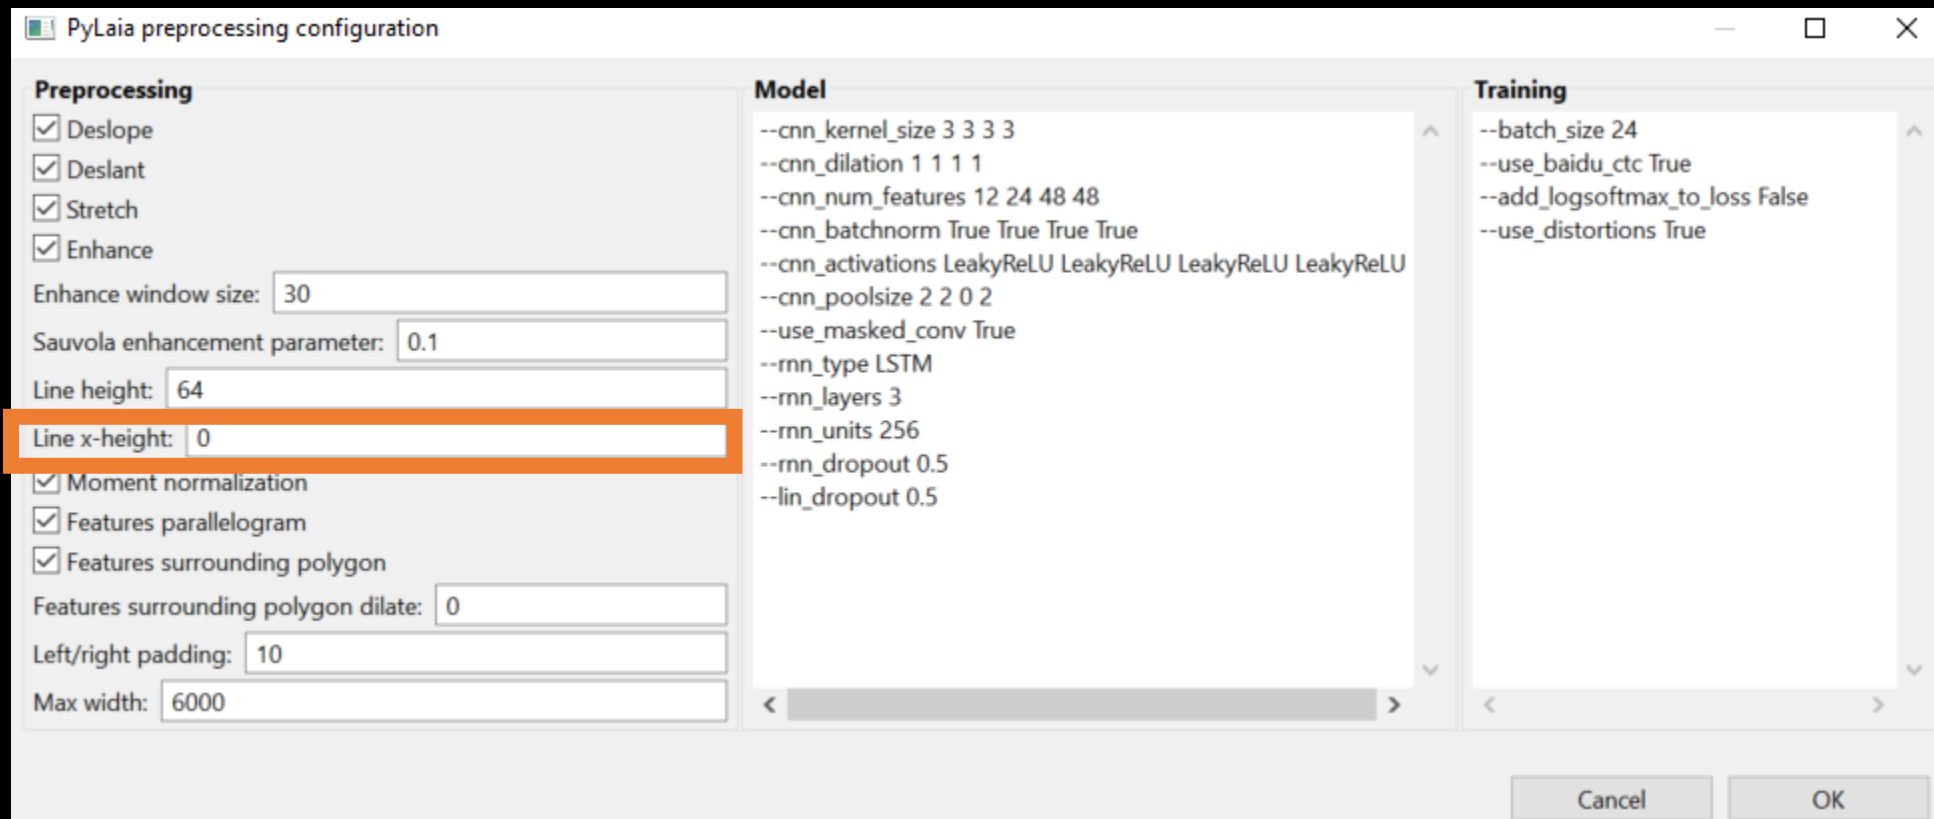 PyLaia preprocessing configuration
Preprocessing
Deslope
Deslant
Stretch
Enhance
Enhance window size: 30
Sauvola enhancement parameter: 0.1
Line height: 64
Line x-height: 0
Moment normalization
Features parallelogram
Features surrounding polygon
Features surrounding polygon dilate: 0
Left/right padding: 10
Max width: 6000
Model
--cnn_kernel_size 3 3 3 3
--cnn_dilation 1 1 1 1
--cnn_num_features 12 24 48 48
--cnn_batchnorm True True True True
--cnn_activations LeakyReLU LeakyReLU LeakyReLU LeakyReLU
--cnn_poolsize 2 2 0 2
--use_masked_conv True
--rnn_type LSTM
--rnn_layers 3
--rnn_units 256
--rnn_dropout 0.5
--lin_dropout 0.5
Training
--batch_size 24
--use_baidu_ctc True
--add_logsoftmax_to_loss False
--use_distortions True
Cancel
OK